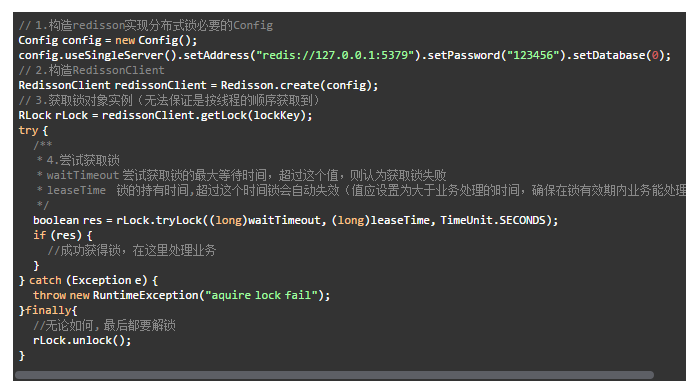 // 1.构造redisson实现分布式锁必要的Config
Config config = new Config();
config.useSingleServer().setAddress("redis://127.0.0.1:5379").setPassword("123456").setDatabase(0);
// 2.构造RedissonClient
RedissonClient redissonClient = Redisson.create(config);
// 3.获取锁对象实例（无法保证是按线程的顺序获取到）
RLock rLock = redissonClient.getLock(lockKey);
try {
/**
* 4.尝试获取锁
* waitTimeout 尝试获取锁的最大等待时间，超过这个值，则认为获取锁失败
* leaseTime 锁的持有时间,超过这个时间锁会自动失效（值应设置为大于业务处理的时间，确保在锁有效期内业务能处理
*/
boolean res = rLock.tryLock((long)waitTimeout, (long)leaseTime, TimeUnit.SECONDS);
if (res) {
//成功获得锁，在这里处理业务
}
} catch (Exception e) {
throw new RuntimeException("aquire lock fail");
}finally{
//无论如何, 最后都要解锁
rLock.unlock();
}